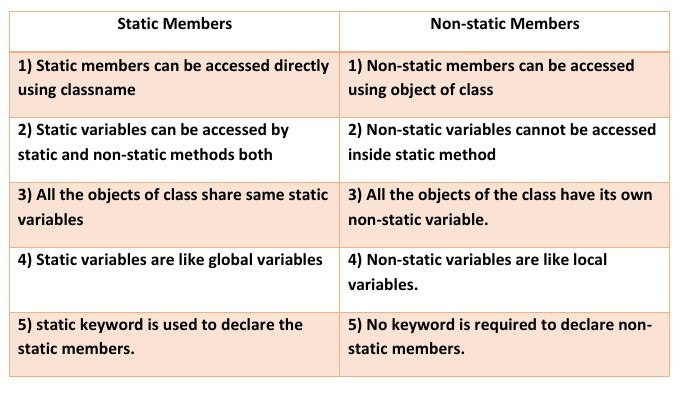 Static Members
Non-static Members
1) Static members can be accessed directly
using classname
1) Non-static members can be accessed
using object of class
2) Static variables can be accessed by
static and non-static methods both
2) Non-static variables cannot be accessed
inside static method
3) All the objects of class share same static
variables
3) All the objects of the class have its own
non-static variable.
4) Static variables are like global variables
4) Non-static variables are like local
variables.
5) static keyword is used to declare the
static members.
5) No keyword is required to declare non-
static members.